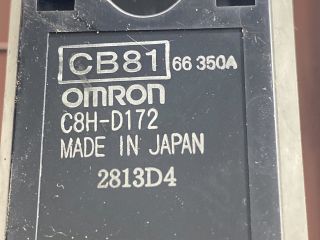 CB81 66 350A
omron
C8H-D172
MADE IN JAPAN
2813D4